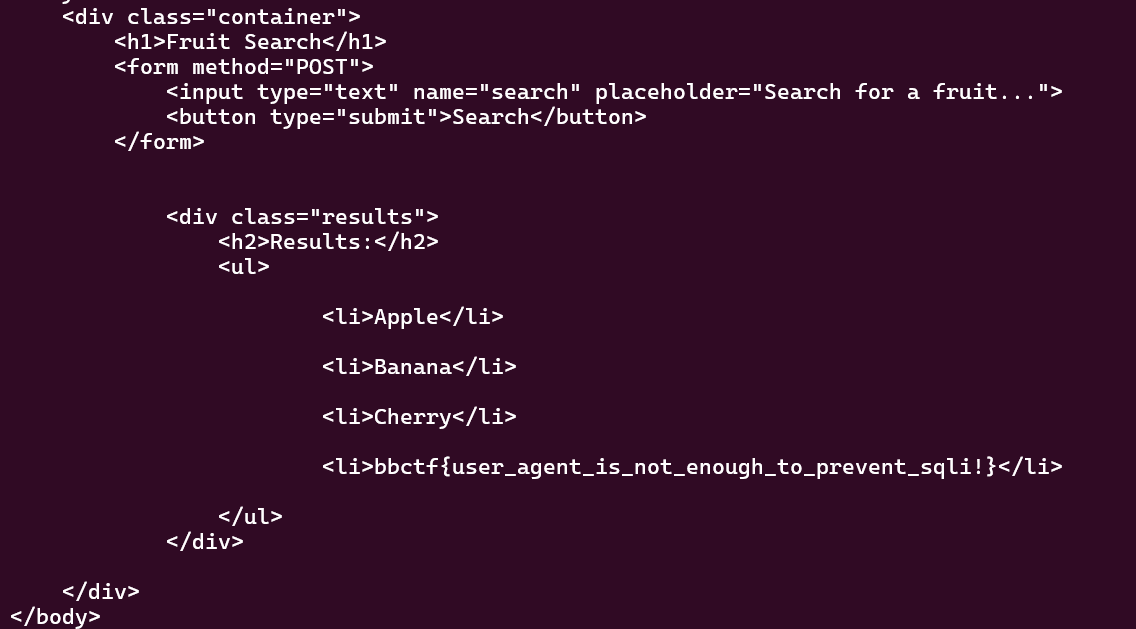 <div class="container">
<h1>Fruit Search</h1>
<form method="POST">
<input type="text" name="search" placeholder="Search for a fruit...">
<button type="submit">Search</button>
</form>
<div class="results">
<h2>Results:</h2>
<ul>
<li>Apple</li>
<li>Banana</li>
<li>Cherry</li>
<li>bbctf{user_agent_is_not_enough_to_prevent_sqli!}</li>
</ul>
</div>
</div>
</body>